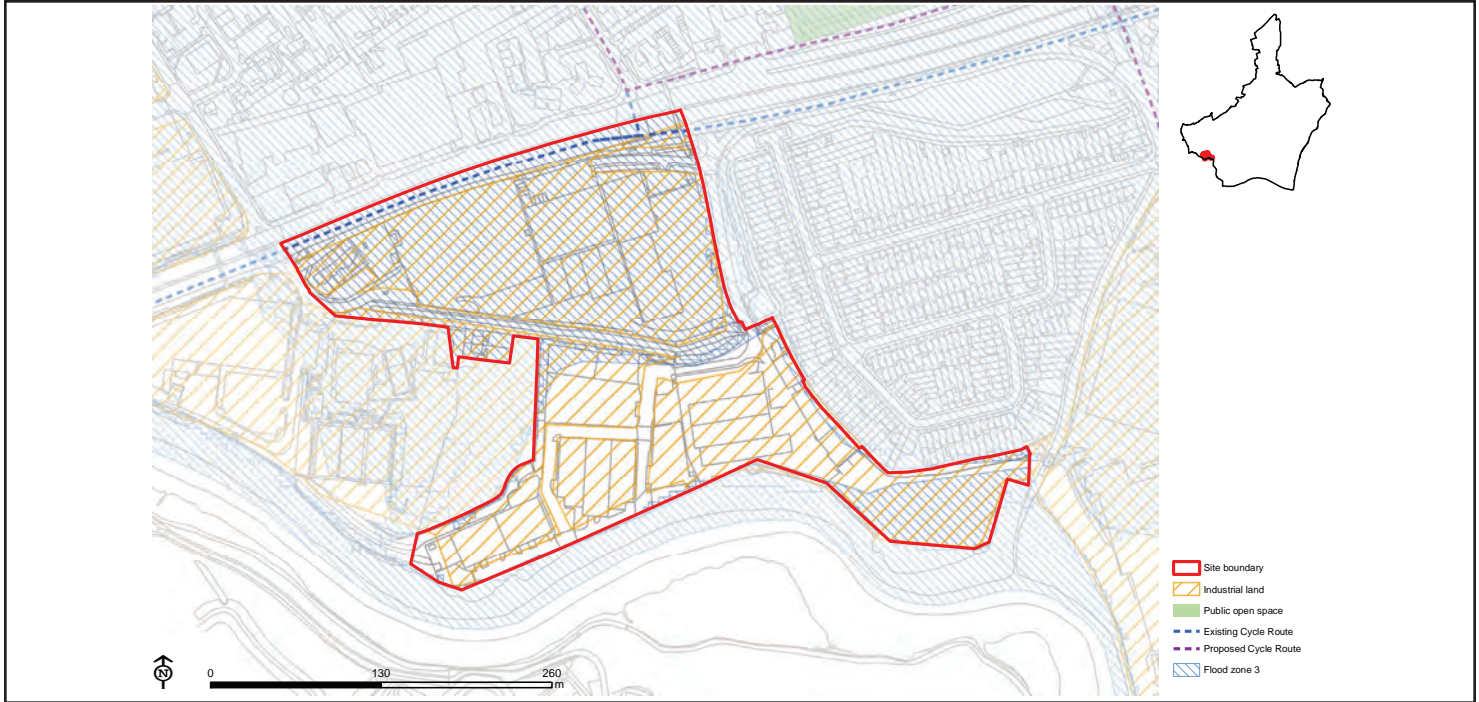 Site boundary
Industrial land
Public open space
Existing Cycle Route
Proposed Cycle Route
Flood zone 3
N
0 130 260
m